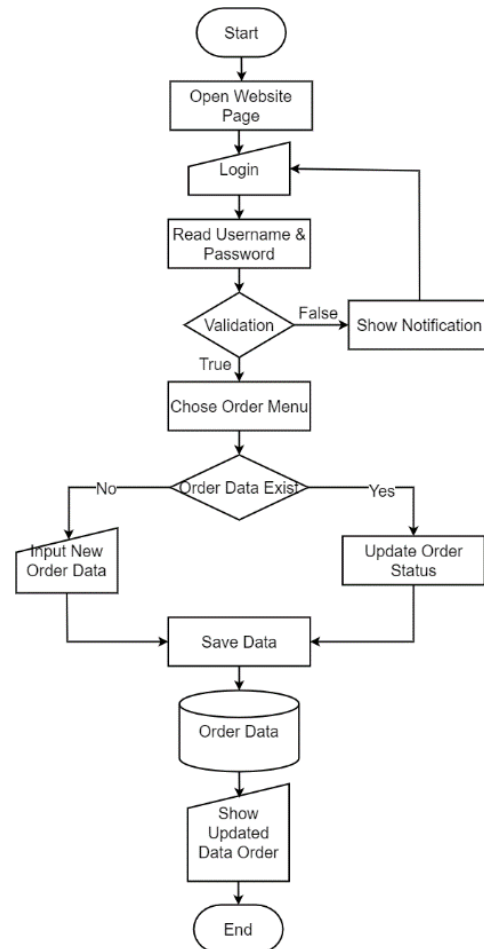 Start
Open Website
Page
Login
Read Username &
Password
Validation
False
Show Notification
True
Chose Order Menu
Order Data Exist
No
Yes
Input New
Order Data
Update Order
Status
Save Data
Order Data
Show
Updated
Data Order
End